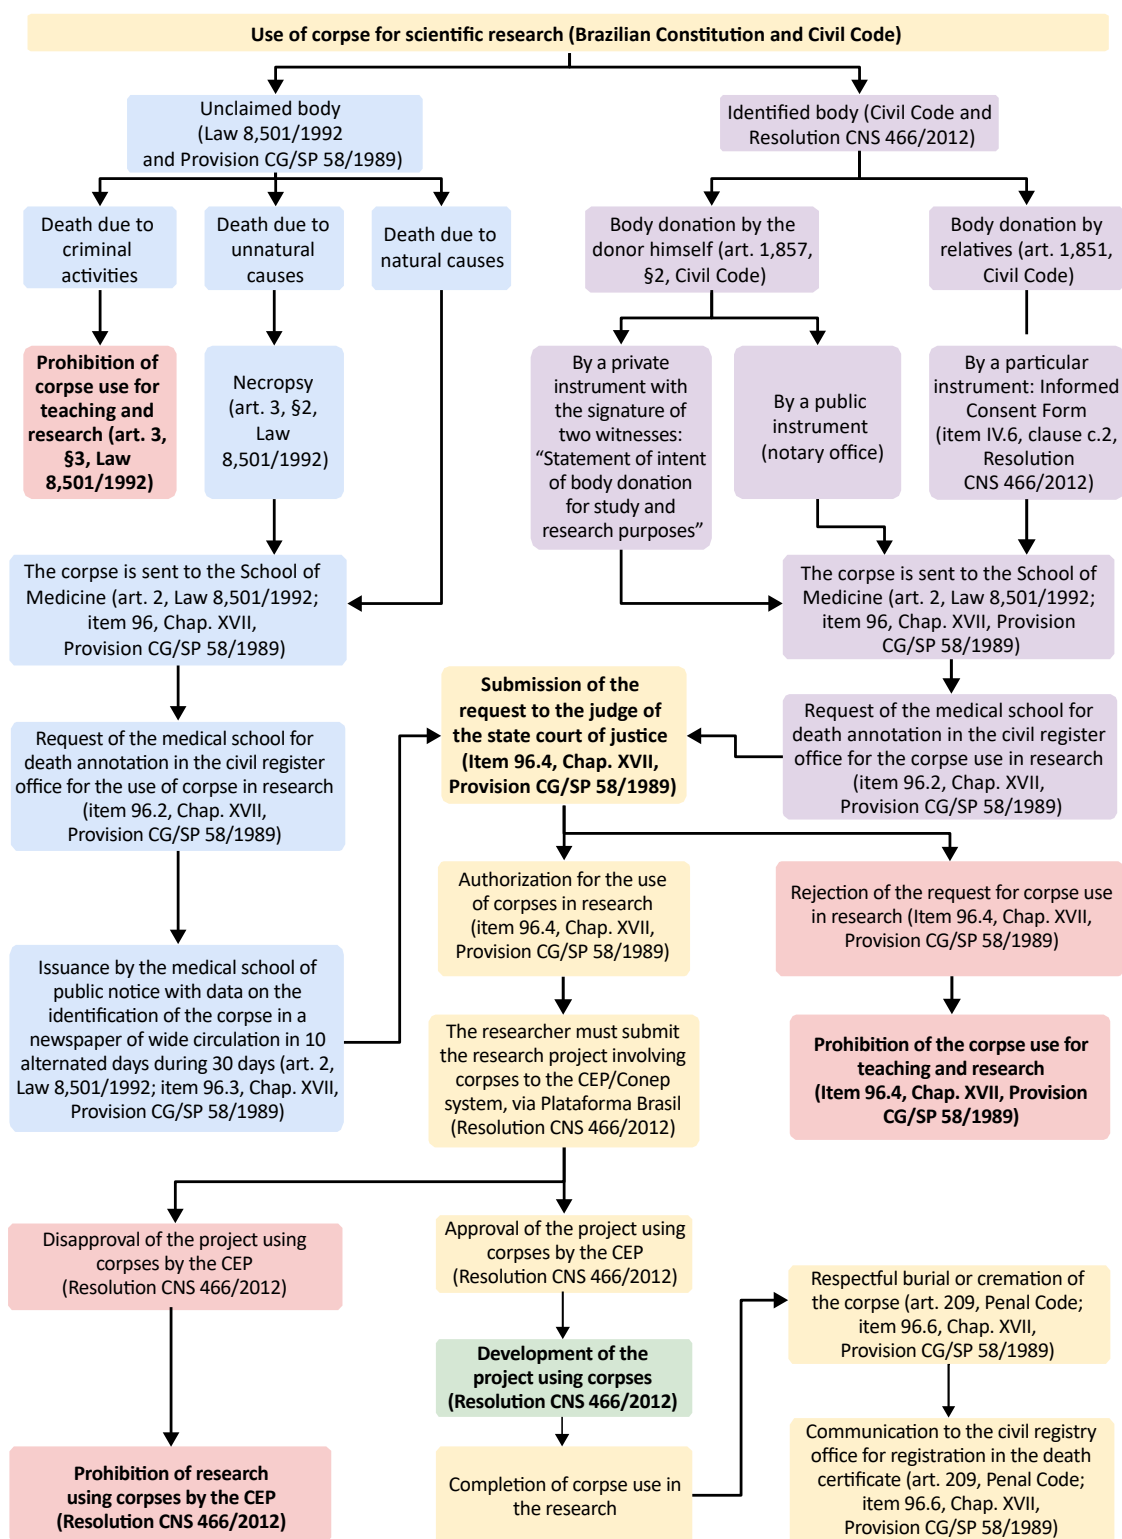 Use of corpse for scientific research (Brazilian Constitution and Civil Code)
Unclaimed body
(Law 8,501/1992
and Provision CG/SP 58/1989)
Identified body (Civil Code and
Resolution CNS 466/2012)
Death due to
criminal
activities
Death due to
unnatural
causes
Death due to
natural causes
Body donation by the
donor himself (art. 1,857,
§2, Civil Code)
Body donation by
relatives (art. 1,851,
Civil Code)
Prohibition of
corpse use for
teaching and
research (art. 3,
§3, Law
8,501/1992)
Necropsy
(art. 3, §2,
Law
8,501/1992)
By a private
instrument with
the signature of
two witnesses:
“Statement of intent
of body donation
for study and
research purposes”
By a public
instrument
(notary office)
By a particular
instrument: Informed
Consent Form
(item IV.6, clause c.2,
Resolution
CNS 466/2012)
The corpse is sent to the School of
Medicine (art. 2, Law 8,501/1992;
item 96, Chap. XVII,
Provision CG/SP 58/1989)
The corpse is sent to the School of
Medicine (art. 2, Law 8,501/1992;
item 96, Chap. XVII, Provision
CG/SP 58/1989)
Submission of the
request to the judge of
the state court of justice
(Item 96.4, Chap. XVII,
Provision CG/SP 58/1989)
Request of the medical school for
death annotation in the civil register
office for the use of corpse in research
(item 96.2, Chap. XVII,
Provision CG/SP 58/1989)
Request of the medical school for
death annotation in the civil register
office for the corpse use in research
(item 96.2, Chap. XVII,
Provision CG/SP 58/1989)
Authorization for the use
of corpses in research
(item 96.4, Chap. XVII,
Provision CG/SP 58/1989)
Rejection of the request for corpse use
in research (Item 96.4, Chap. XVII,
Provision CG/SP 58/1989)
Issuance by the medical school of
public notice with data on the
identification of the corpse in a
newspaper of wide circulation in 10
alternated days during 30 days (art. 2,
Law 8,501/1992; item 96.3, Chap. XVII,
Provision CG/SP 58/1989)
The researcher must submit
the research project involving
corpses to the CEP/Conep
system, via Plataforma Brasil
(Resolution CNS 466/2012)
Prohibition of the corpse use for
teaching and research
(Item 96.4, Chap. XVII, Provision
CG/SP 58/1989)
Disapproval of the project using
corpses by the CEP
(Resolution CNS 466/2012)
Approval of the project using
corpses by the CEP
(Resolution CNS 466/2012)
Respectful burial or cremation of
the corpse (art. 209, Penal Code;
item 96.6, Chap. XVII,
Provision CG/SP 58/1989)
Development of the
project using corpses
(Resolution CNS 466/2012)
Prohibition of research
using corpses by the CEP
(Resolution CNS 466/2012)
Completion of corpse use in
the research
Communication to the civil registry
office for registration in the death
certificate (art. 209, Penal Code;
item 96.6, Chap. XVII,
Provision CG/SP 58/1989)